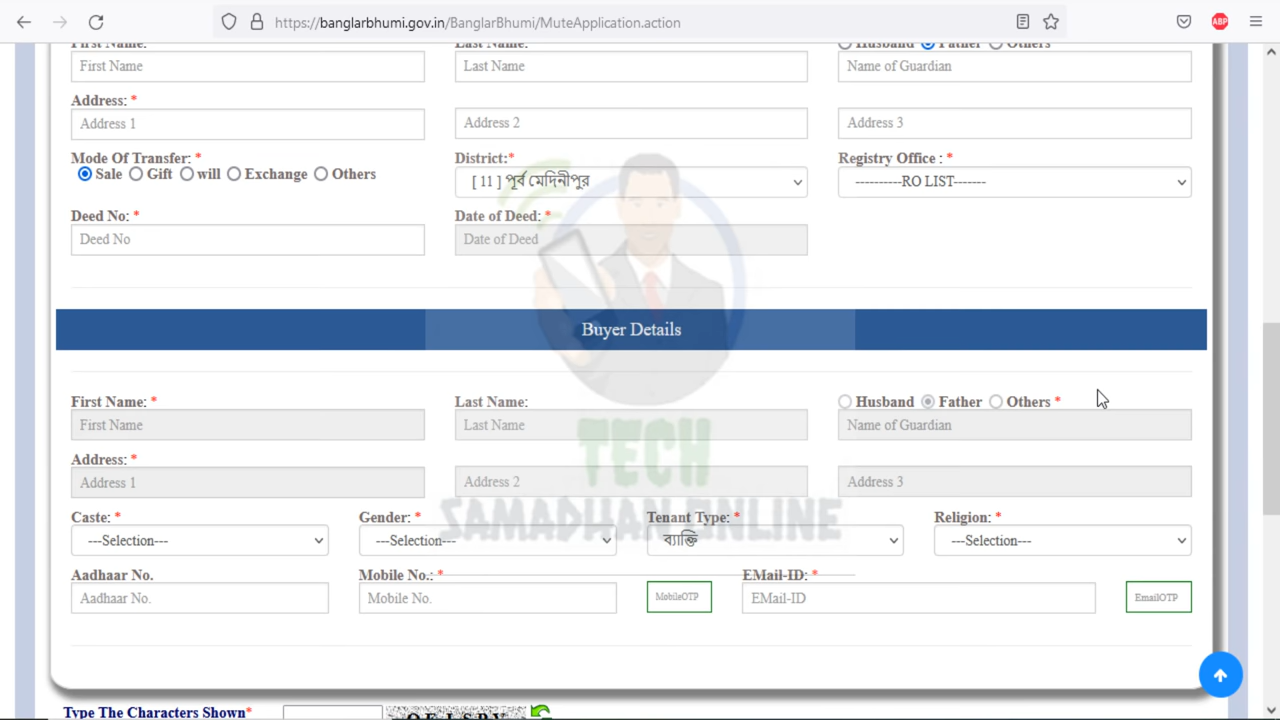 https://banglarbhumi.gov.in/BanglarBhumi/MuteApplication.action
ABP
First Name: Last Name: Husband Father Others
First Name Last Name Name of Guardian
Address: *
Address 1 Address 2 Address 3
Mode Of Transfer: * District:* Registry Office : *
Sale Gift will Exchange Others [ 11 ] পূর্ব মেদিনীপুর ----------RO LIST-------
Deed No: * Date of Deed: *
Deed No Date of Deed
Buyer Details
First Name: * Last Name: Husband Father Others *
First Name Last Name Name of Guardian
Address: *
Address 1 Address 2 Address 3
TECH
SAMADHAN ONLINE
Caste: * Gender: * Tenant Type: * Religion: *
---Selection--- ---Selection--- ব্যাক্তি ---Selection---
Aadhaar No. Mobile No.: * EMail-ID: *
Aadhaar No. Mobile No. MobileOTP EMail-ID EmailOTP
Type The Characters Shown*